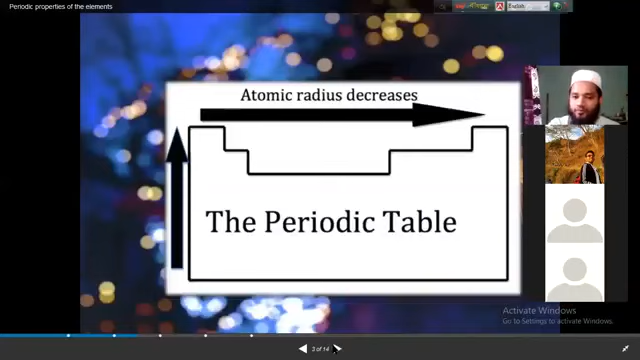 Periodic properties of the elements
English
Atomic radius decreases
The Periodic Table
Activate Windows
Go to Settings to activate Windows.
3 of 14